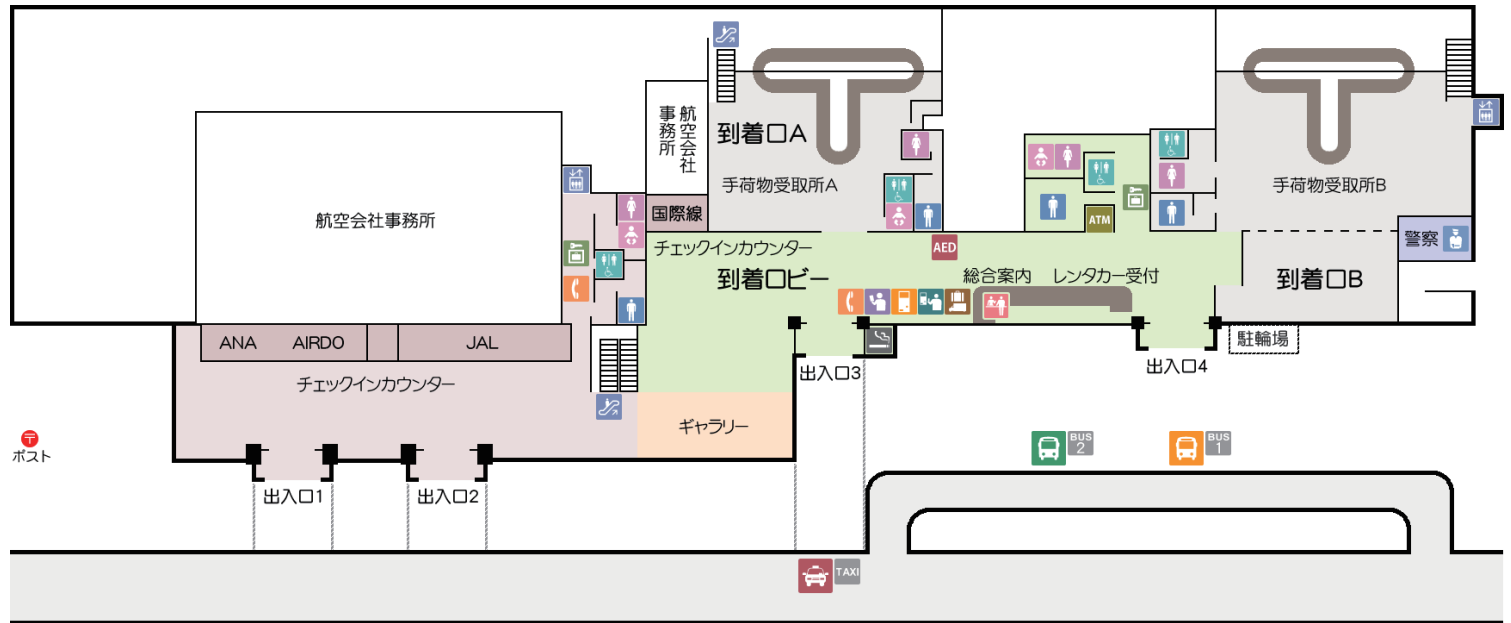 航空会社事務所
航空会社
事務所
到着口A
手荷物受取所A
手荷物受取所B
国際線
チェックインカウンター
到着ロビー
AED
ATM
総合案内
レンタカー受付
到着口B
警察
ANA
AIRDO
JAL
チェックインカウンター
出入口3
出入口4
駐輪場
ギャラリー
〒
ポスト
出入口1
出入口2
BUS
2
BUS
1
TAXI